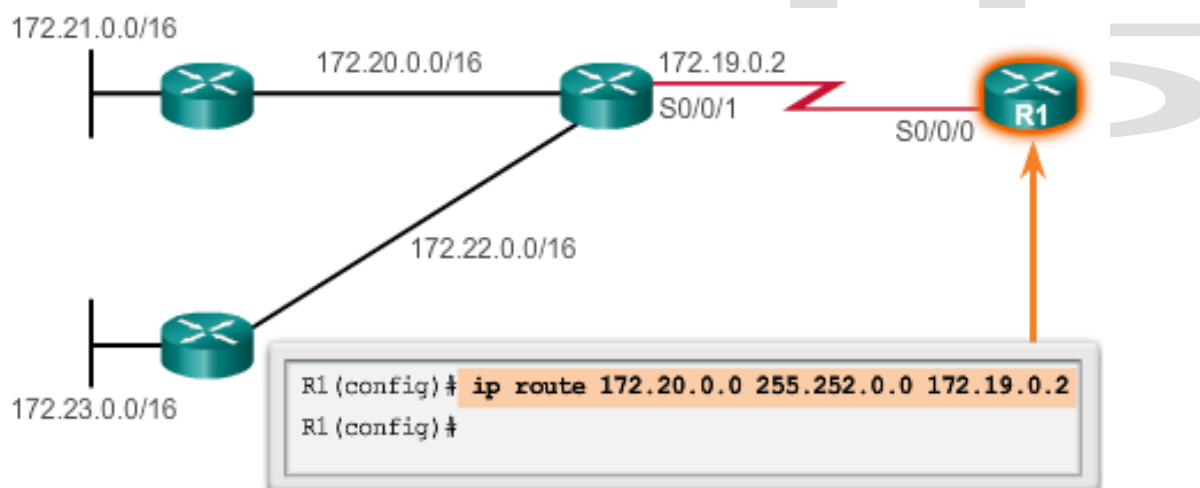 172.21.0.0/16
172.20.0.0/16
172.19.0.2
S0/0/1
S0/0/0
R1
172.22.0.0/16
172.23.0.0/16
R1(config)# ip route 172.20.0.0 255.252.0.0 172.19.0.2
R1(config)#